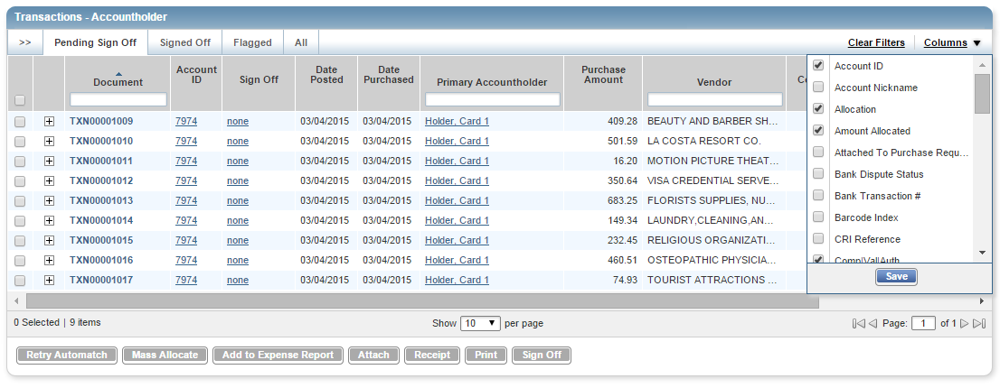 Transactions - Accountholder
>> Pending Sign Off Signed Off Flagged All Clear Filters Columns
Document Account ID Sign Off Date Posted Date Purchased Primary Accountholder Purchase Amount Vendor
TXN00001009 7974 none 03/04/2015 03/04/2015 Holder, Card 1 409.28 BEAUTY AND BARBER SH...
TXN00001010 7974 none 03/04/2015 03/04/2015 Holder, Card 1 501.59 LA COSTA RESORT CO.
TXN00001011 7974 none 03/04/2015 03/04/2015 Holder, Card 1 16.20 MOTION PICTURE THEAT...
TXN00001012 7974 none 03/04/2015 03/04/2015 Holder, Card 1 350.64 VISA CREDENTIAL SERVE...
TXN00001013 7974 none 03/04/2015 03/04/2015 Holder, Card 1 683.25 FLORISTS SUPPLIES, NU...
TXN00001014 7974 none 03/04/2015 03/04/2015 Holder, Card 1 149.34 LAUNDRY,CLEANING,AN...
TXN00001015 7974 none 03/04/2015 03/04/2015 Holder, Card 1 232.45 RELIGIOUS ORGANIZATI...
TXN00001016 7974 none 03/04/2015 03/04/2015 Holder, Card 1 460.51 OSTEOPATHIC PHYSICIA...
TXN00001017 7974 none 03/04/2015 03/04/2015 Holder, Card 1 74.93 TOURIST ATTRACTIONS ...
Account ID
Account Nickname
Allocation
Amount Allocated
Attached To Purchase Requ...
Bank Dispute Status
Bank Transaction #
Barcode Index
CRI Reference
Compl|Val|Auth
Save
0 Selected | 9 items Show 10 per page Page: 1 of 1
Retry Automatch Mass Allocate Add to Expense Report Attach Receipt Print Sign Off